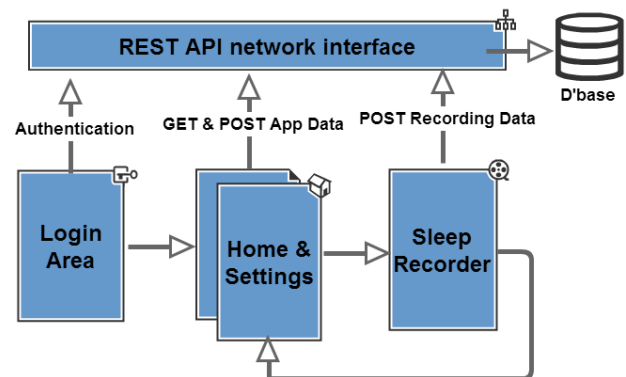 REST API network interface
D'base
Authentication
GET & POST App Data
POST Recording Data
Login
Area
Home &
Settings
Sleep
Recorder